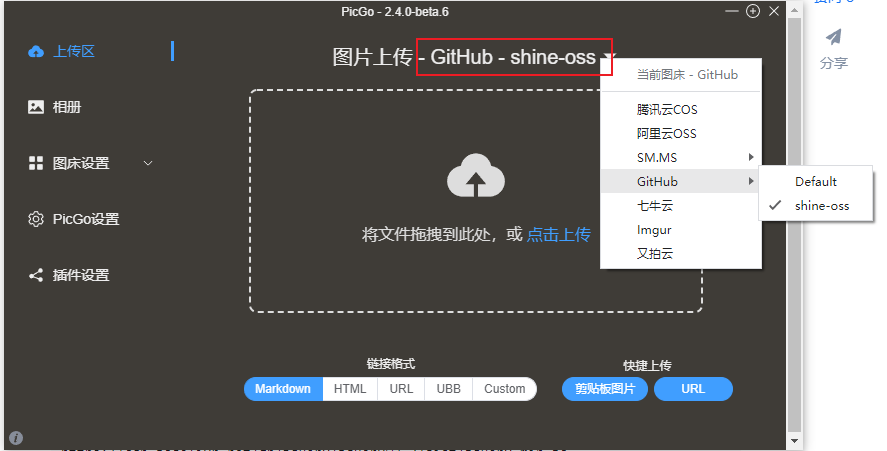 PicGo - 2.4.0-beta.6
上传区
相册
图床设置
PicGo设置
插件设置
图片上传 - GitHub - shine-oss
当前图床 - GitHub
腾讯云COS
阿里云OSS
SM.MS
GitHub
七牛云
Imgur
又拍云
Default
shine-oss
将文件拖拽到此处，或 点击上传
链接格式
Markdown
HTML
URL
UBB
Custom
快捷上传
剪贴板图片
URL
分享